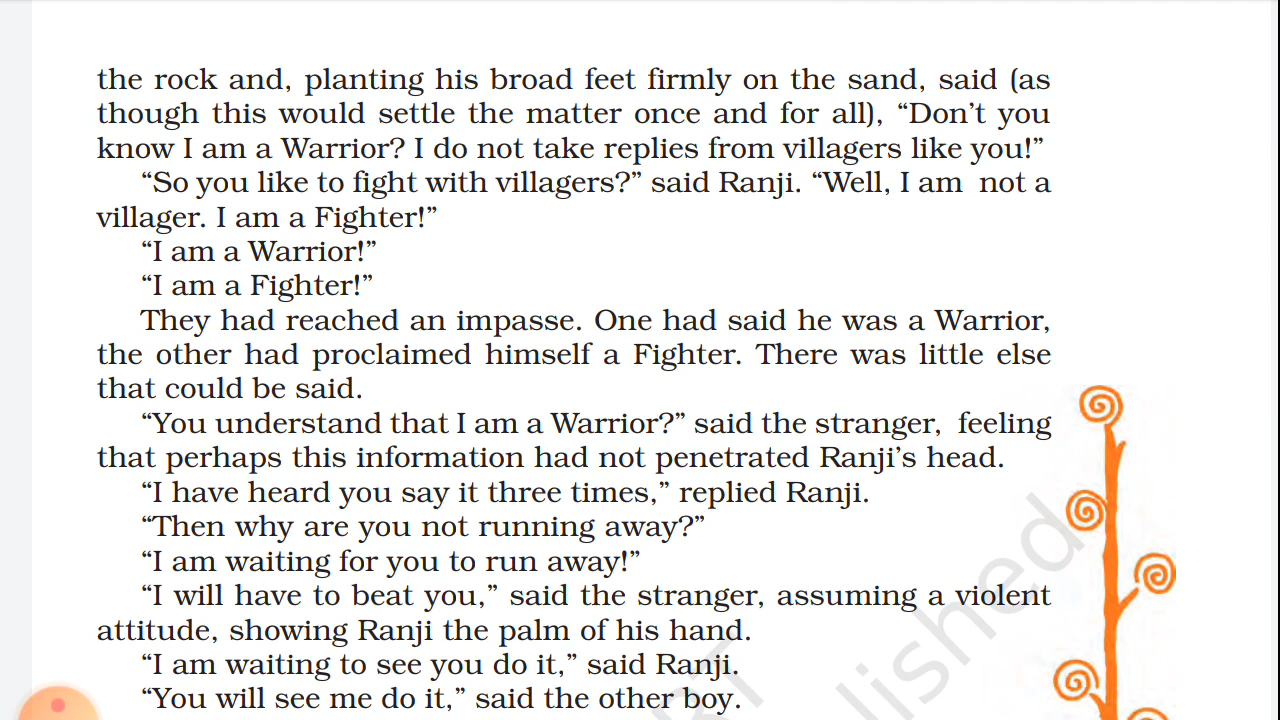 the rock and, planting his broad feet firmly on the sand, said (as
though this would settle the matter once and for all), “Don’t you
know I am a Warrior? I do not take replies from villagers like you!”
“So you like to fight with villagers?” said Ranji. “Well, I am not a
villager. I am a Fighter!”
“I am a Warrior!”
“I am a Fighter!”
They had reached an impasse. One had said he was a Warrior,
the other had proclaimed himself a Fighter. There was little else
that could be said.
“You understand that I am a Warrior?” said the stranger, feeling
that perhaps this information had not penetrated Ranji’s head.
“I have heard you say it three times,” replied Ranji.
“Then why are you not running away?”
“I am waiting for you to run away!”
“I will have to beat you,” said the stranger, assuming a violent
attitude, showing Ranji the palm of his hand.
“I am waiting to see you do it,” said Ranji.
“You will see me do it,” said the other boy.